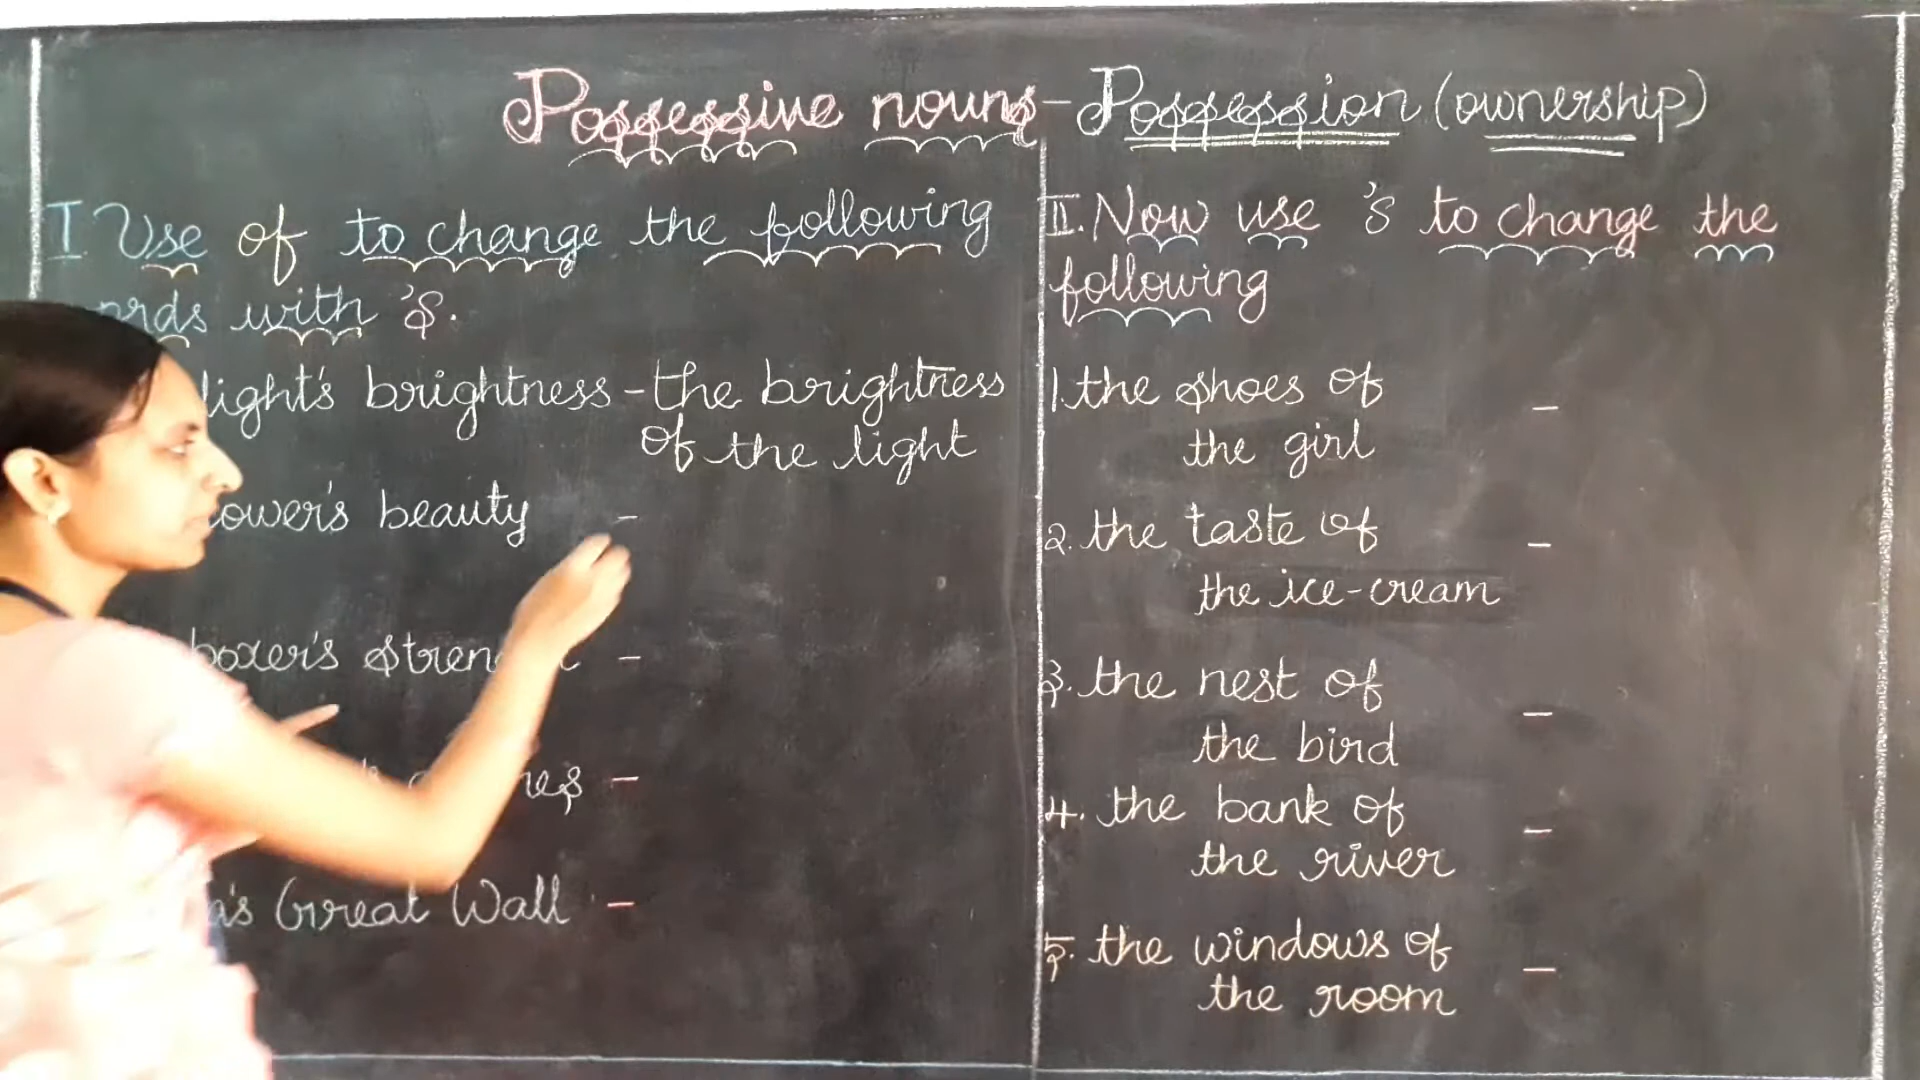 Possessive nouns - Possession (ownership)
I. Use of to change the following
with 's.
light's brightness - the brightness
of the light
beauty -
boxer's -
-
Great Wall -
II. Now use 's to change the
following
1. the shoes of -
the girl
2. the taste of -
the ice-cream
3. the nest of -
the bird
4. the bank of -
the river
5. the windows of -
the room